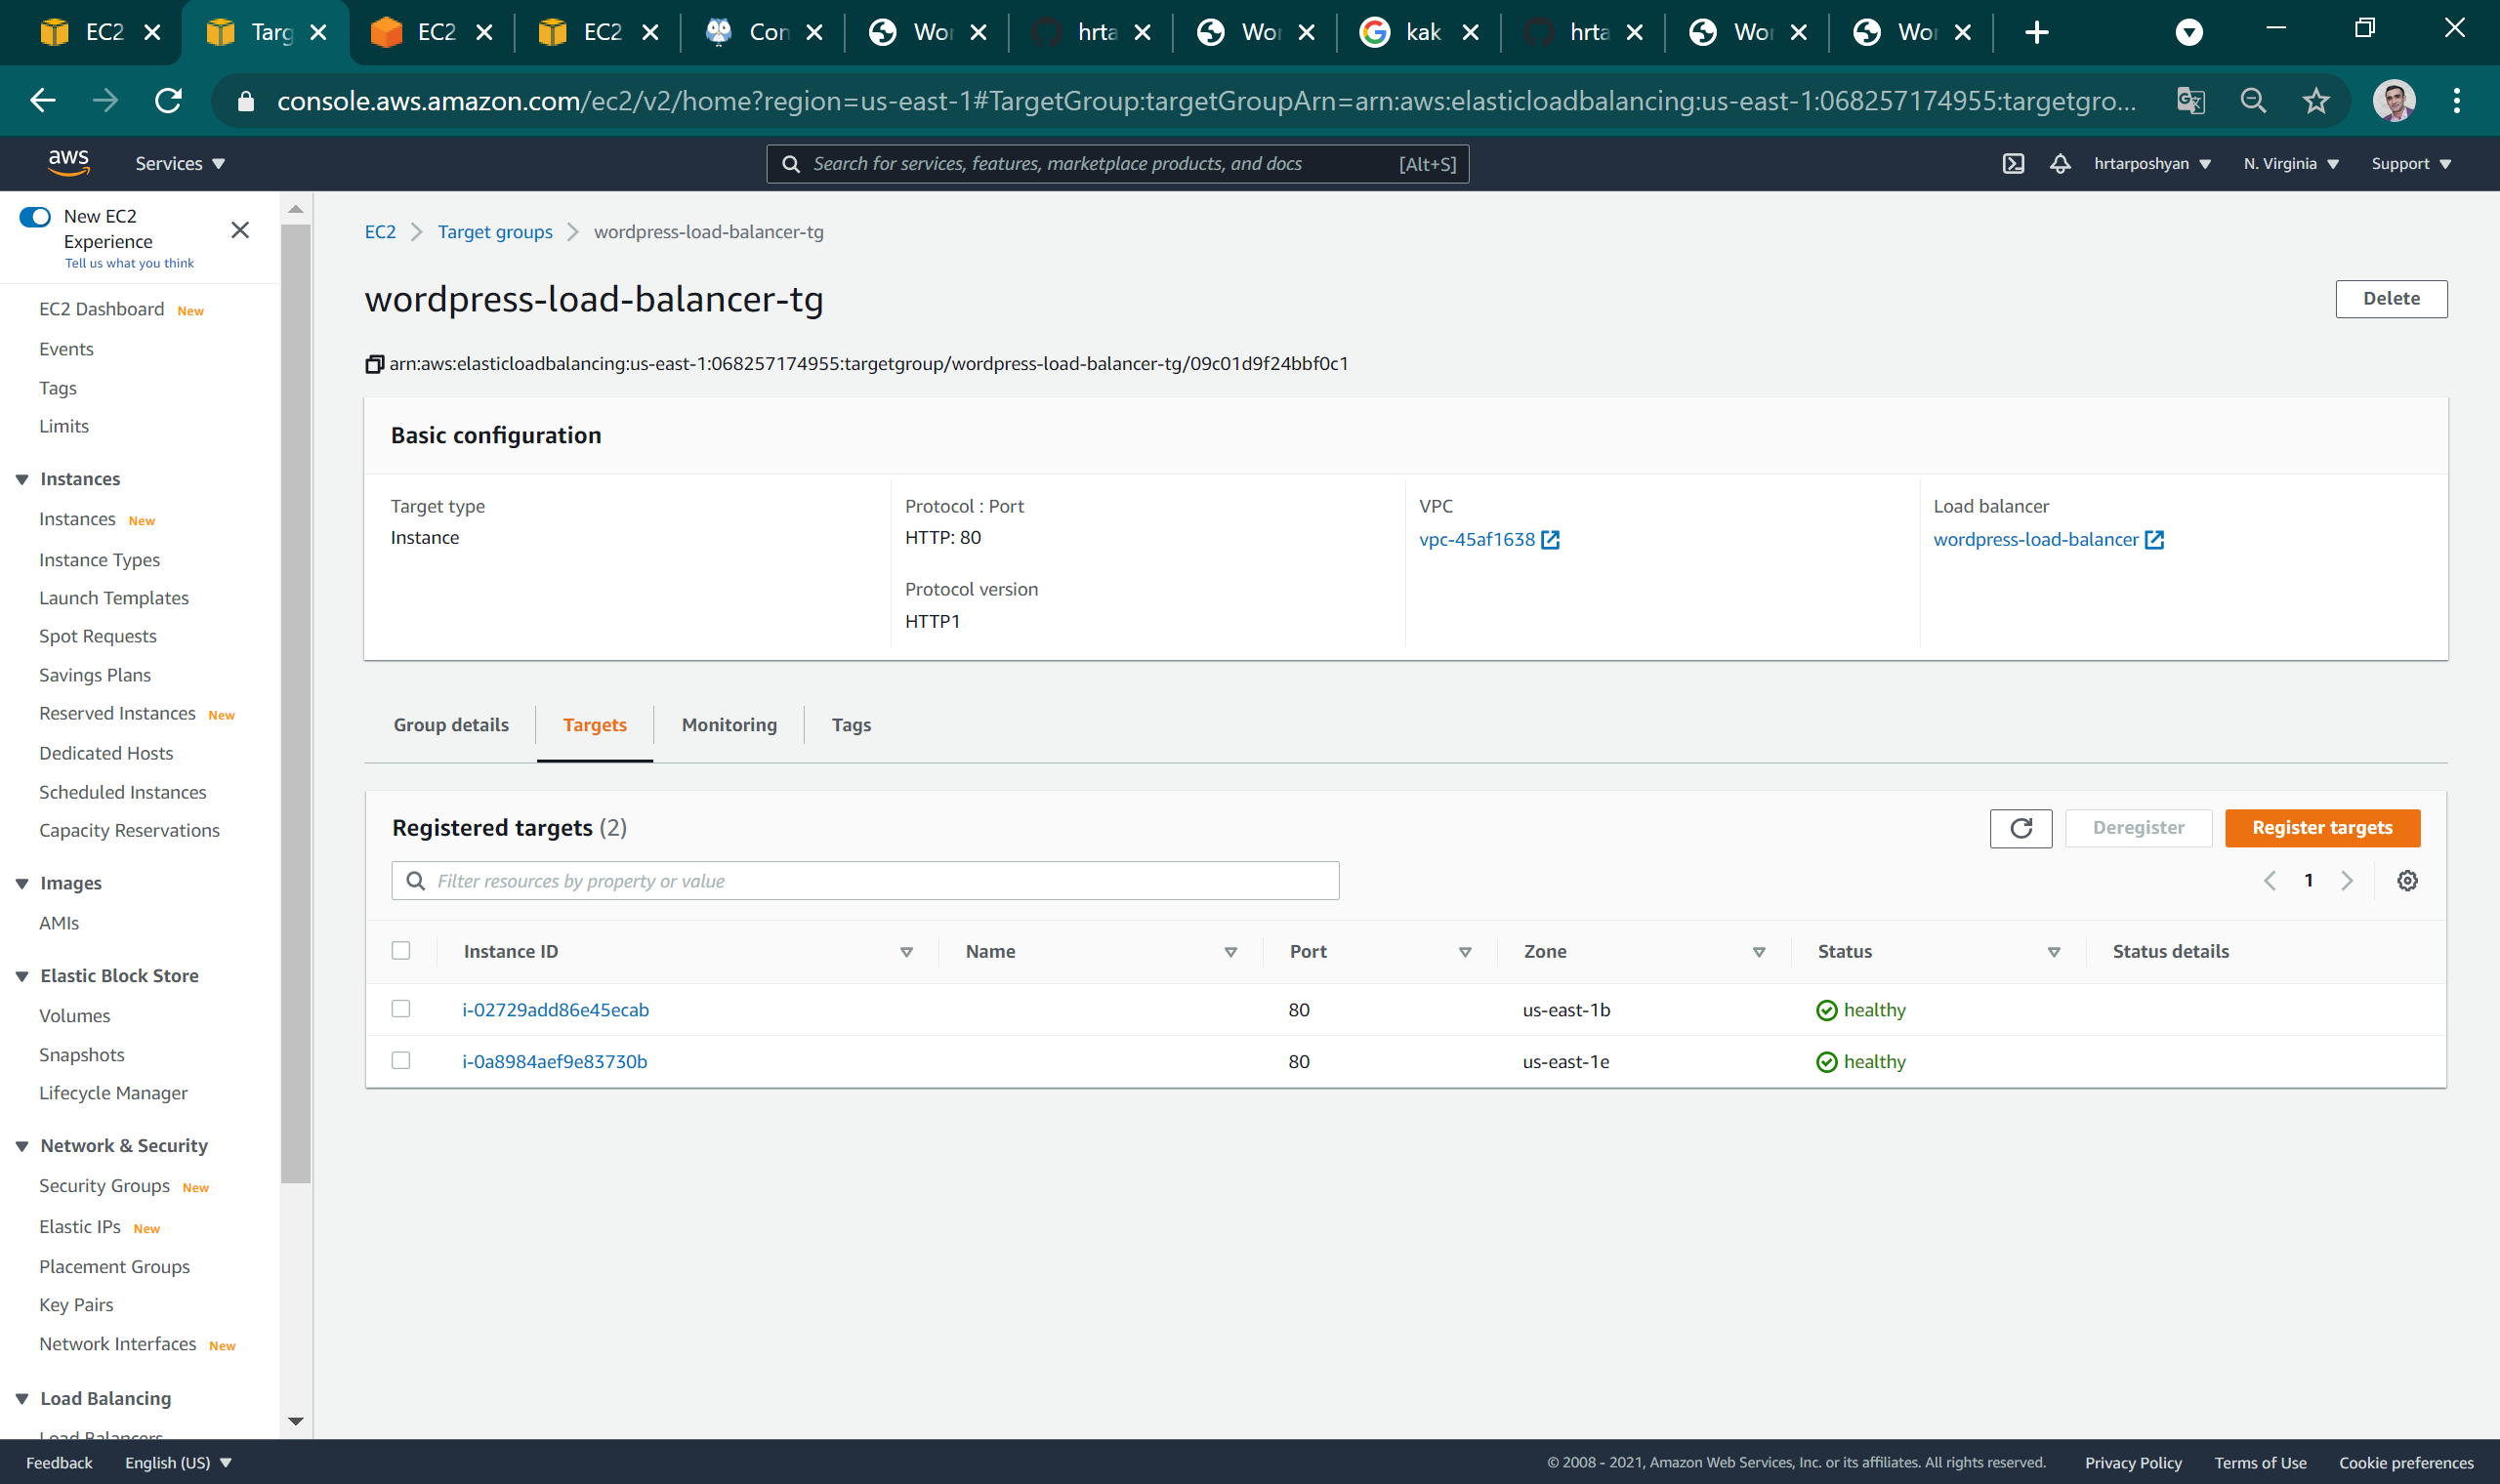 EC2
Targ
EC2
EC2
Con
Wor
hrta
Wor
kak
hrta
Wor
Wor
console.aws.amazon.com/ec2/v2/home?region=us-east-1#TargetGroup:targetGroupArn=arn:aws:elasticloadbalancing:us-east-1:068257174955:targetgro...
aws
Services
Search for services, features, marketplace products, and docs
[Alt+S]
hrtarposhyan
N. Virginia
Support
New EC2
Experience
Tell us what you think
EC2 Dashboard New
Events
Tags
Limits
Instances
Instances New
Instance Types
Launch Templates
Spot Requests
Savings Plans
Reserved Instances New
Dedicated Hosts
Scheduled Instances
Capacity Reservations
Images
AMIs
Elastic Block Store
Volumes
Snapshots
Lifecycle Manager
Network & Security
Security Groups New
Elastic IPs New
Placement Groups
Key Pairs
Network Interfaces New
Load Balancing
Load Balancers
EC2 > Target groups > wordpress-load-balancer-tg
wordpress-load-balancer-tg
Delete
arn:aws:elasticloadbalancing:us-east-1:068257174955:targetgroup/wordpress-load-balancer-tg/09c01d9f24bbf0c1
Basic configuration
Target type
Instance
Protocol : Port
HTTP: 80
Protocol version
HTTP1
VPC
vpc-45af1638
Load balancer
wordpress-load-balancer
Group details
Targets
Monitoring
Tags
Registered targets (2)
Deregister
Register targets
Filter resources by property or value
1
Instance ID Name Port Zone Status Status details
i-02729add86e45ecab 80 us-east-1b healthy
i-0a8984aef9e83730b 80 us-east-1e healthy
Feedback
English (US)
© 2008 - 2021, Amazon Web Services, Inc. or its affiliates. All rights reserved.
Privacy Policy
Terms of Use
Cookie preferences